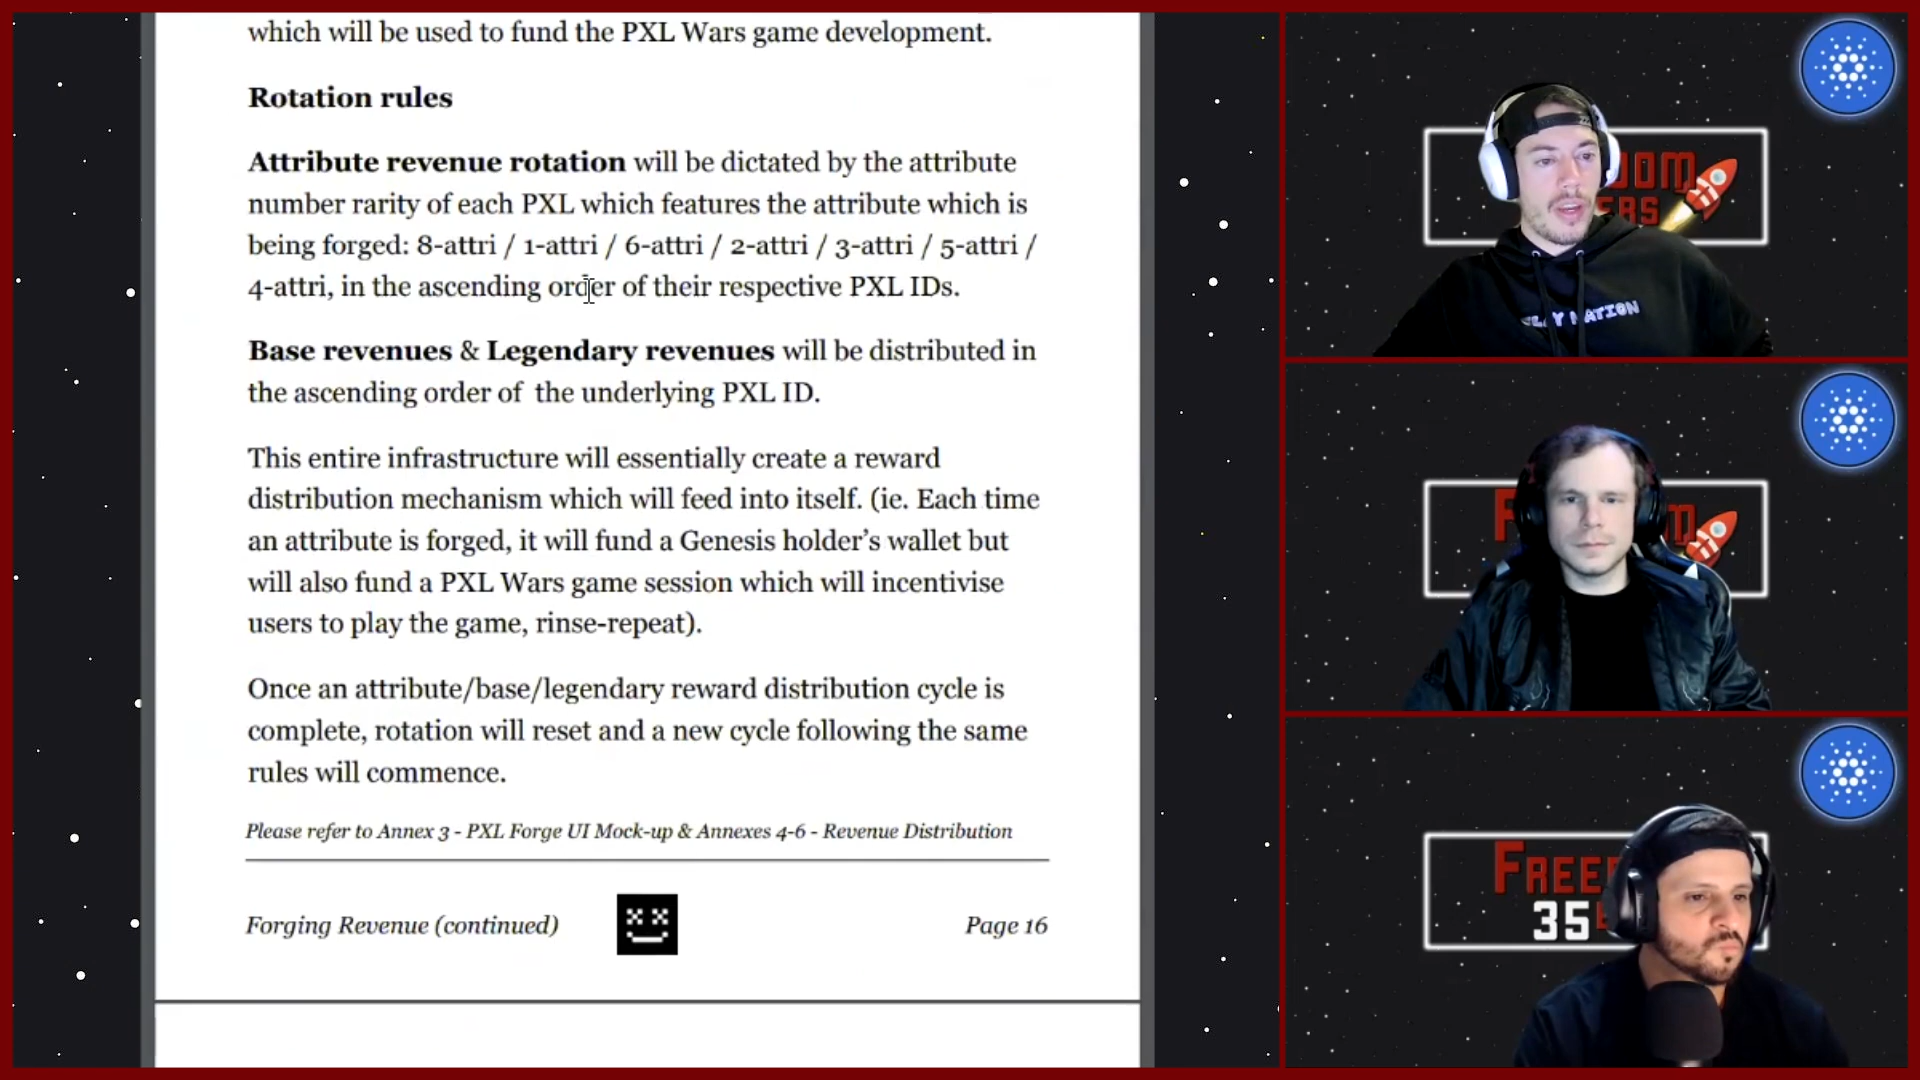 which will be used to fund the PXL Wars game development.
Rotation rules
Attribute revenue rotation will be dictated by the attribute
number rarity of each PXL which features the attribute which is
being forged: 8-attri / 1-attri / 6-attri / 2-attri / 3-attri / 5-attri /
4-attri, in the ascending order of their respective PXL IDs.
Base revenues & Legendary revenues will be distributed in
the ascending order of the underlying PXL ID.
This entire infrastructure will essentially create a reward
distribution mechanism which will feed into itself. (ie. Each time
an attribute is forged, it will fund a Genesis holder’s wallet but
will also fund a PXL Wars game session which will incentivise
users to play the game, rinse-repeat).
Once an attribute/base/legendary reward distribution cycle is
complete, rotation will reset and a new cycle following the same
rules will commence.
Please refer to Annex 3 - PXL Forge UI Mock-up & Annexes 4-6 - Revenue Distribution
Forging Revenue (continued)
Page 16
NATION
35